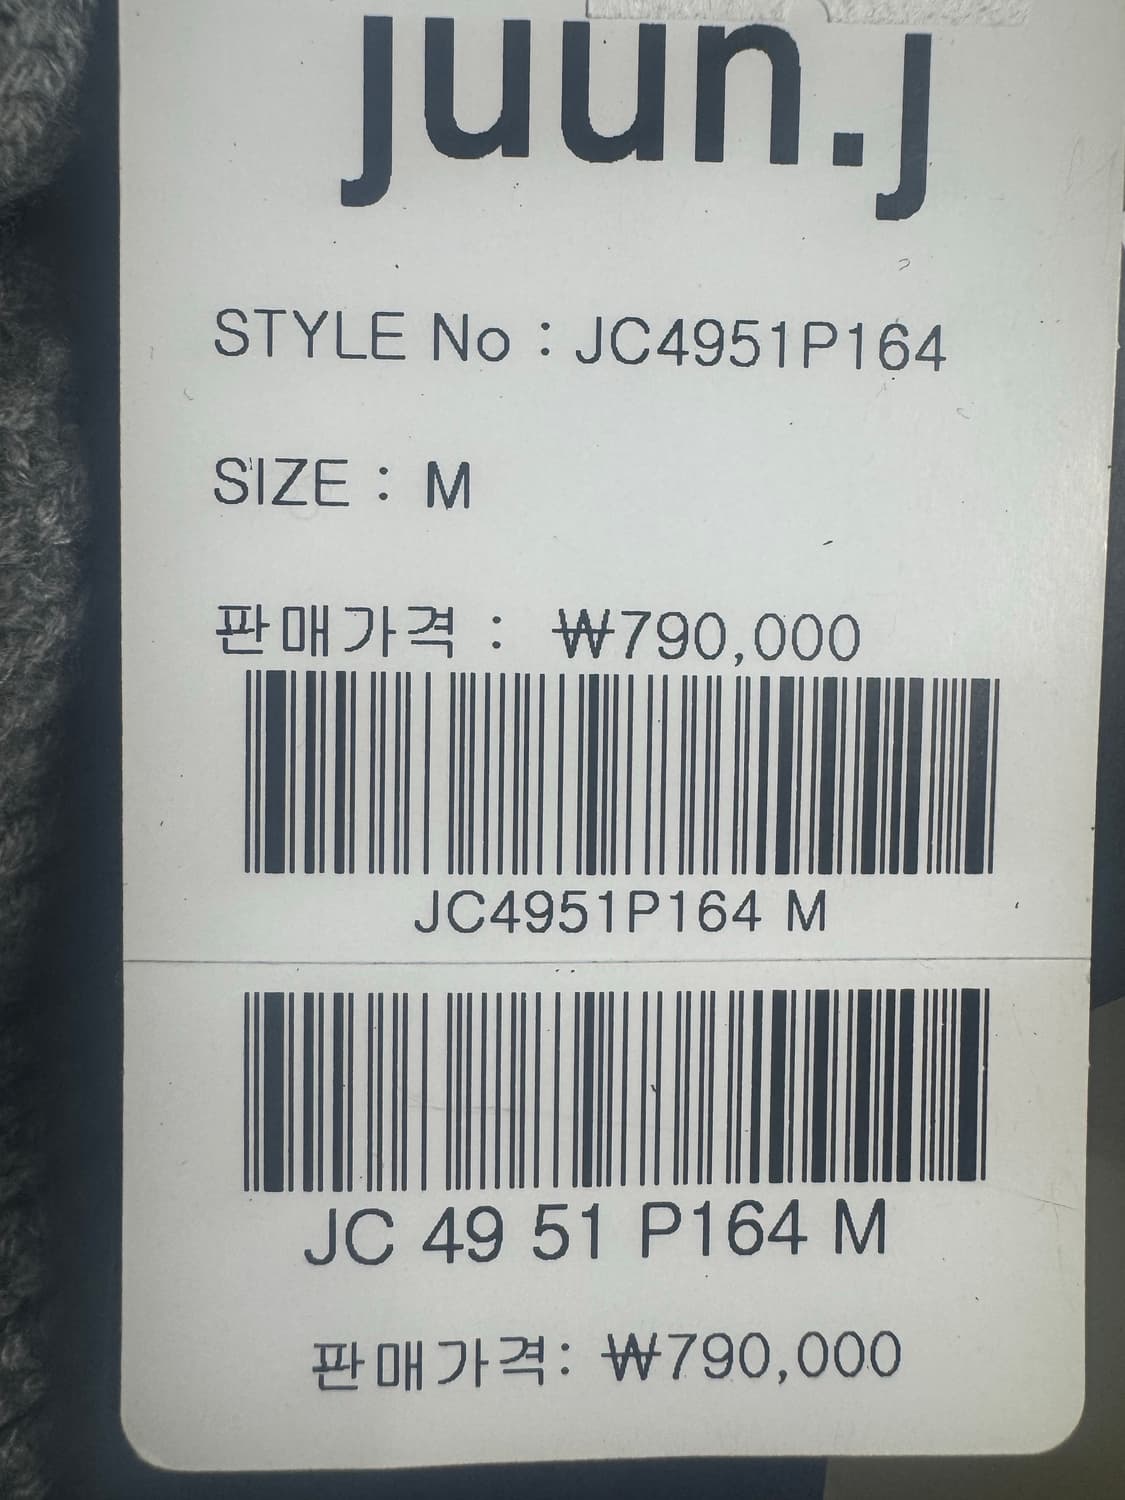 juun.j
STYLE No : JC4951P164
SIZE : M
판매가격 : ₩790,000
JC4951P164 M
JC 49 51 P164 M
판매가격: ₩790,000